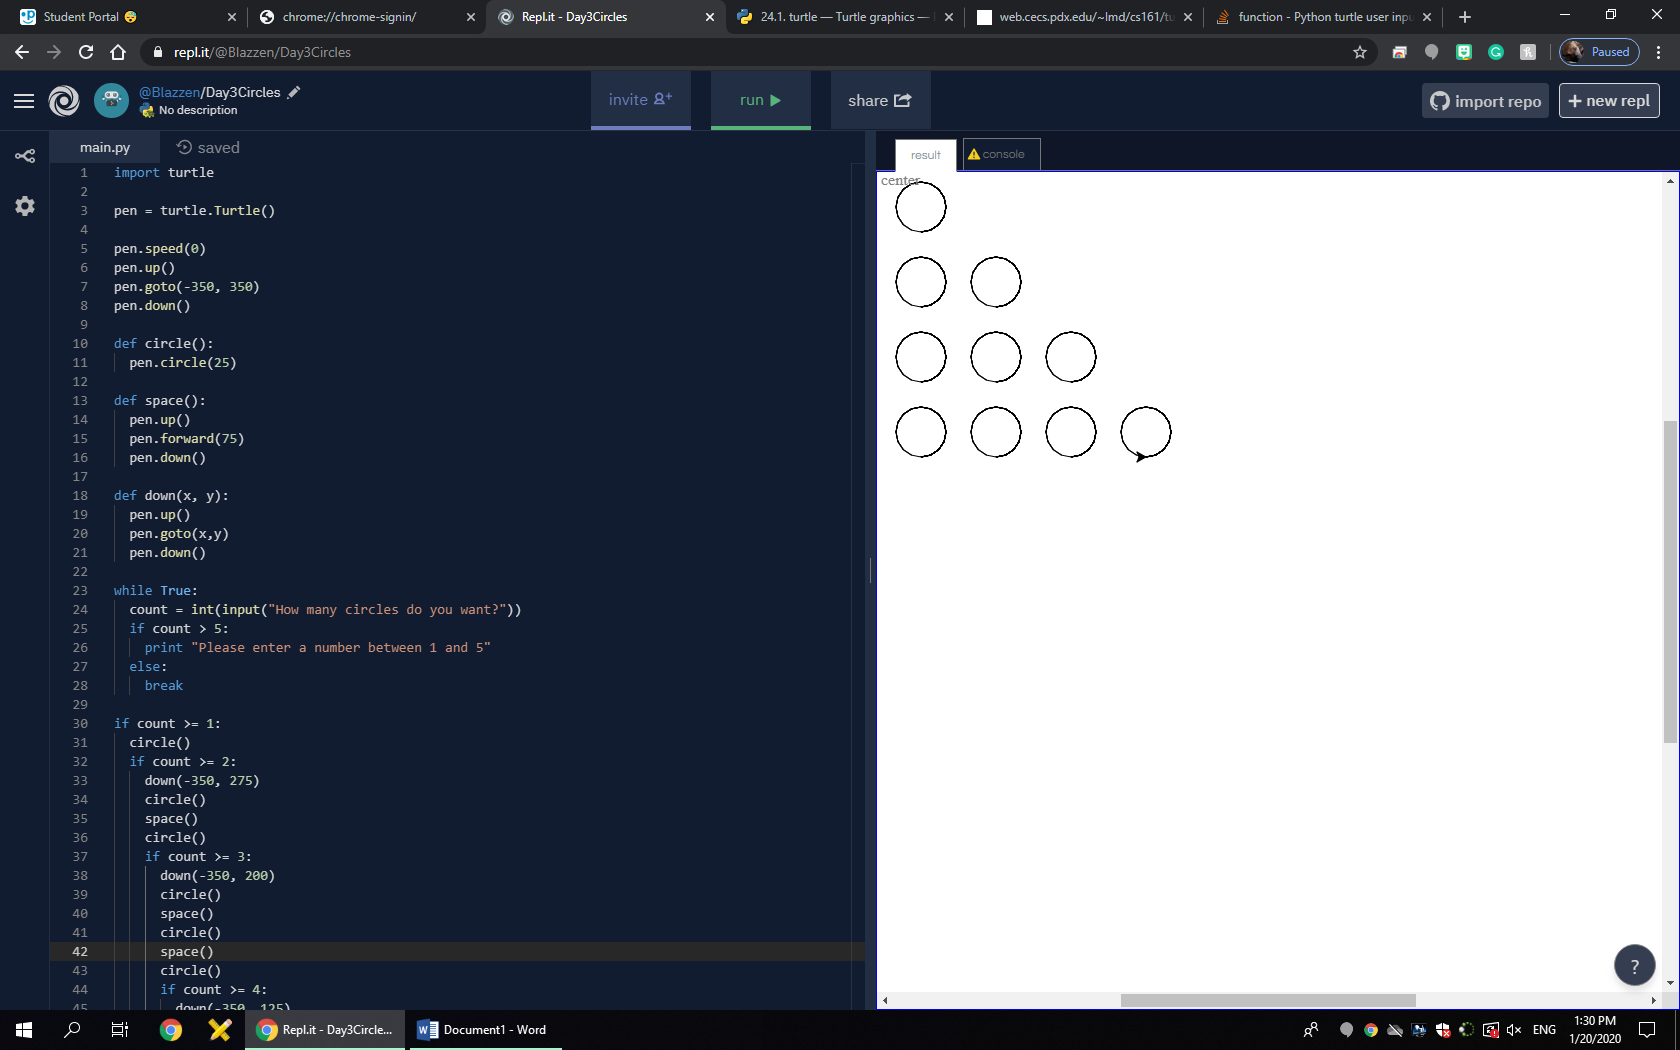 Student Portal
chrome://chrome-signin/
Repl.it - Day3Circles
24.1. turtle — Turtle graphics —
web.cecs.pdx.edu/~lmd/cs161/tu
function - Python turtle user inpu
repl.it/@Blazzen/Day3Circles
Paused
@Blazzen/Day3Circles
No description
invite
run
share
import repo
+ new repl
main.py
saved
result
console
1 import turtle
2
3 pen = turtle.Turtle()
4
5 pen.speed(0)
6 pen.up()
7 pen.goto(-350, 350)
8 pen.down()
9
10 def circle():
11 pen.circle(25)
12
13 def space():
14 pen.up()
15 pen.forward(75)
16 pen.down()
17
18 def down(x, y):
19 pen.up()
20 pen.goto(x,y)
21 pen.down()
22
23 while True:
24 count = int(input("How many circles do you want?"))
25 if count > 5:
26 print "Please enter a number between 1 and 5"
27 else:
28 break
29
30 if count >= 1:
31 circle()
32 if count >= 2:
33 down(-350, 275)
34 circle()
35 space()
36 circle()
37 if count >= 3:
38 down(-350, 200)
39 circle()
40 space()
41 circle()
42 space()
43 circle()
44 if count >= 4:
45 down(-350, 125)
center
?
Repl.it - Day3Circle...
Document1 - Word
ENG
1:30 PM
1/20/2020